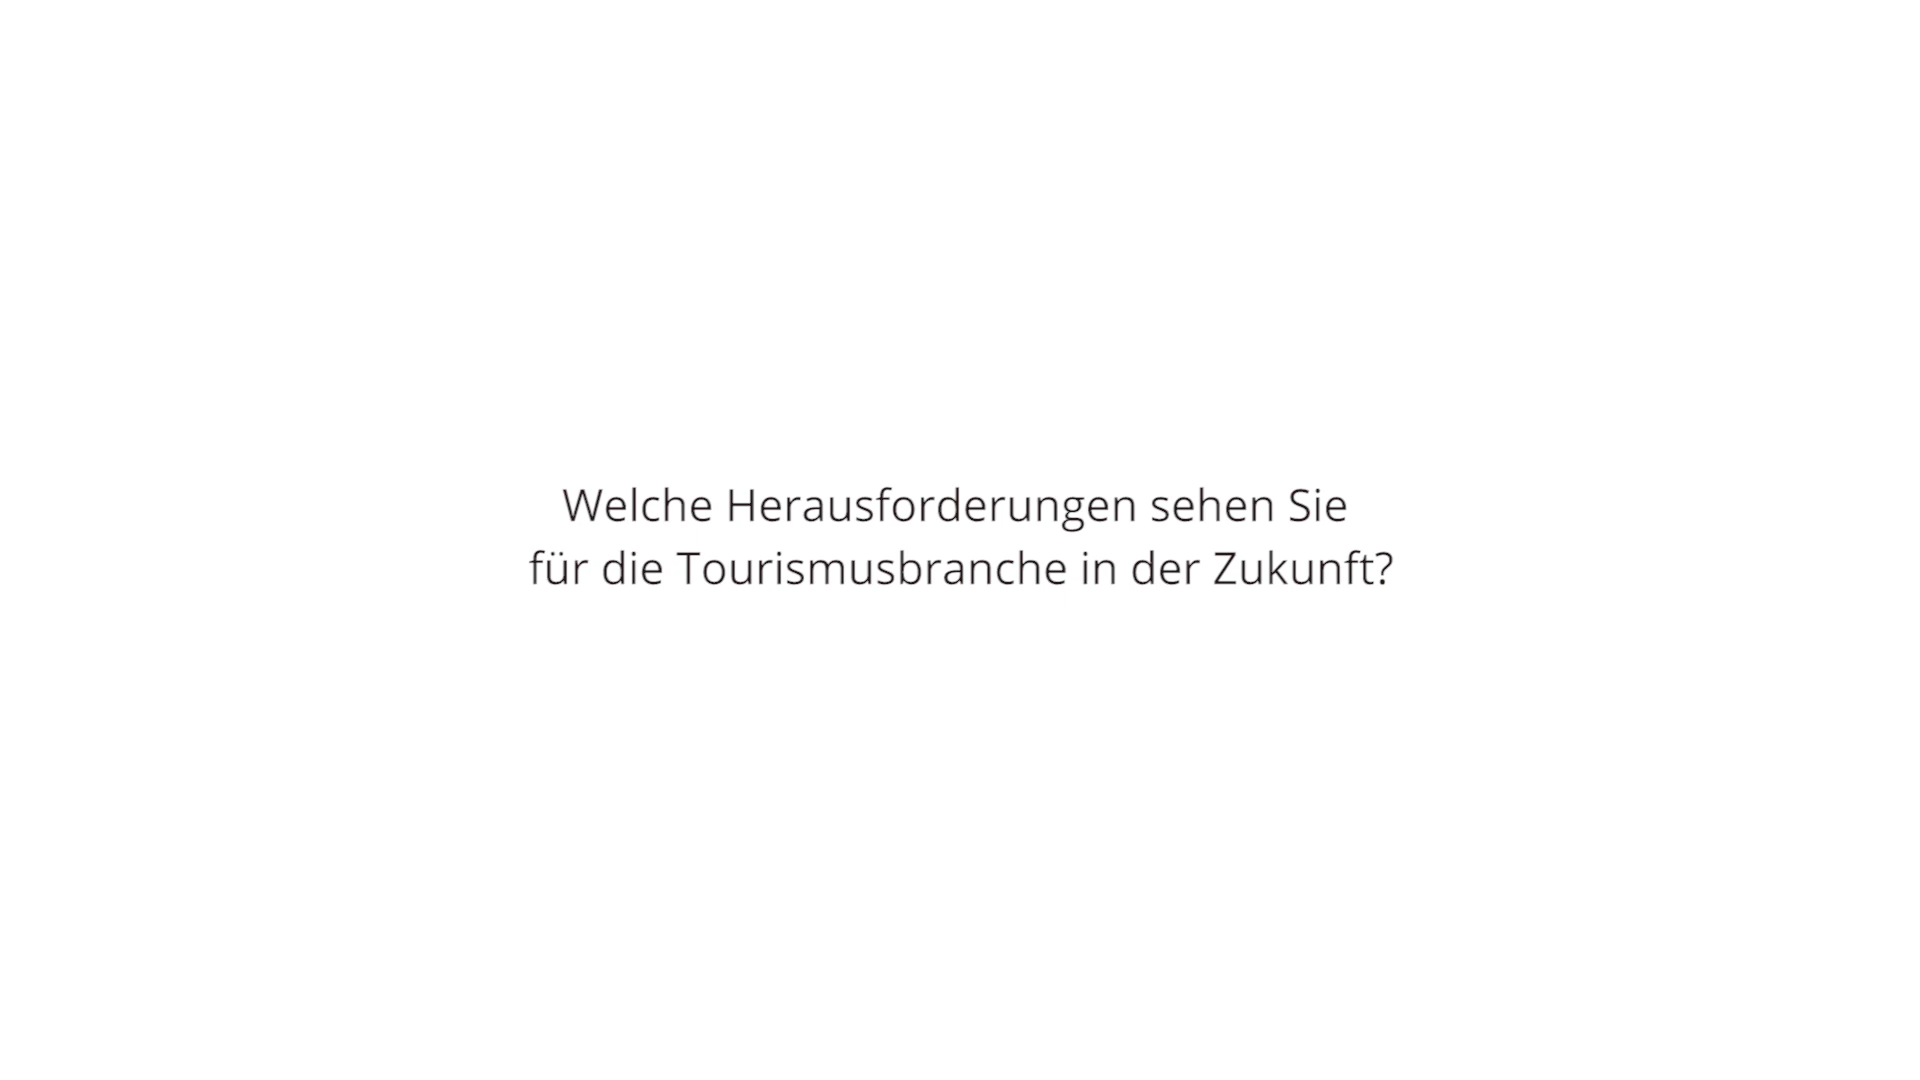 Welche Herausforderungen sehen Sie
für die Tourismusbranche in der Zukunft?